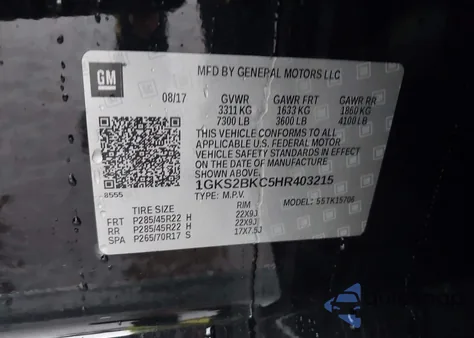 GM
MFD BY GENERAL MOTORS LLC
08/17 GVWR GAWR FRT GAWR RR
3311 KG 1633 KG 1860 KG
7300 LB 3600 LB 4100 LB
THIS VEHICLE CONFORMS TO ALL
APPLICABLE U.S. FEDERAL MOTOR
VEHICLE SAFETY STANDARDS IN EFFECT
ON THE DATE OF MANUFACTURE
SHOWN ABOVE.
1GKS2BKC5HR403215
8555 TYPE: M.P.V. MODEL: SSTK15706
TIRE SIZE RIM
FRT P285/45R22 H 22X9J
RR P285/45R22 H 22X9J
SPA P265/70R17 S 17X7.5J